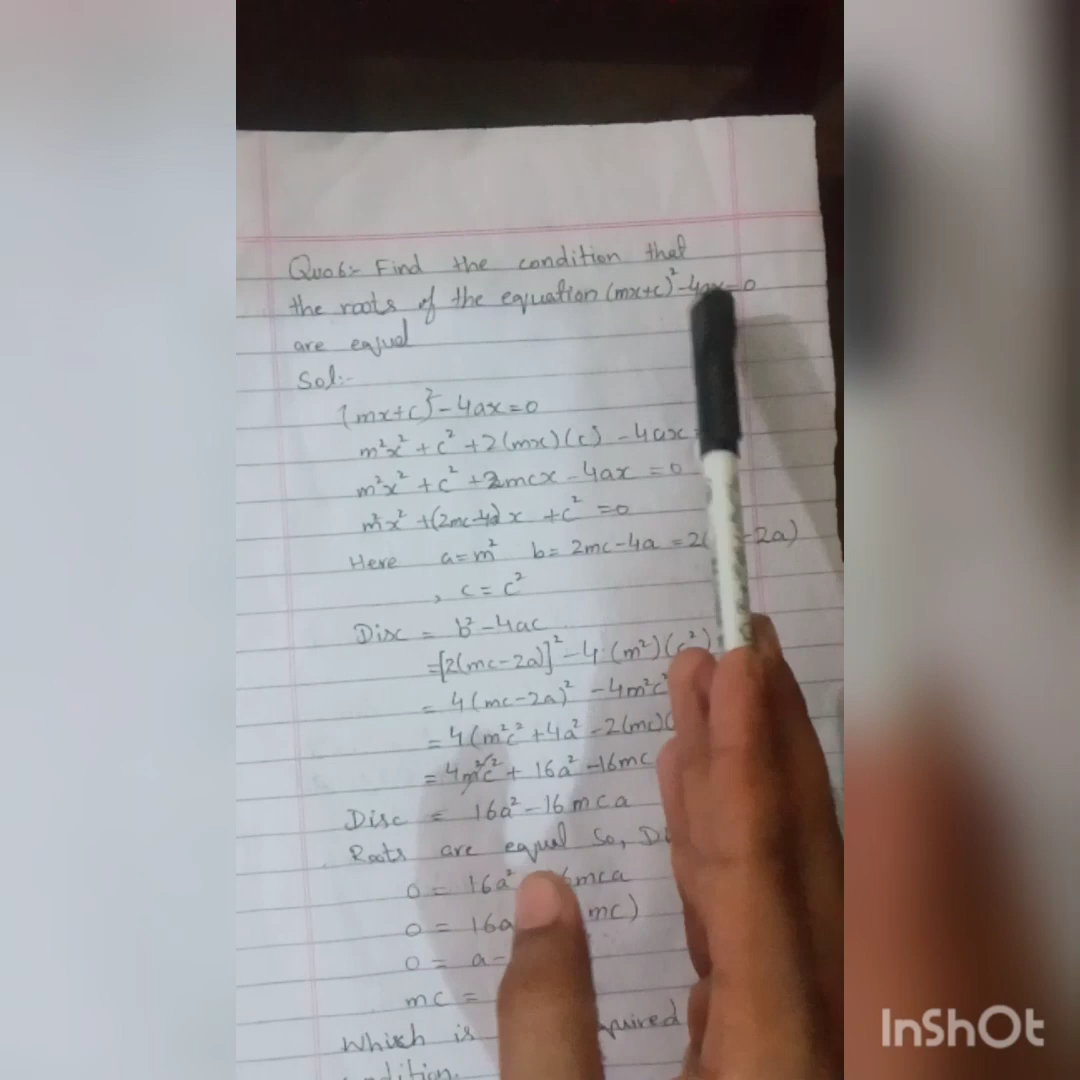 Quo6:- Find the condition that
the roots of the equation (mx+c)² - 4ax = 0
are equal
Sol:-
(mx+c)² - 4ax = 0
m²x² + c² + 2(mx)(c) - 4ax
m²x² + c² + 2mcx - 4ax = 0
m²x² + (2mc-4a)x + c² = 0
Here a = m² b = 2mc-4a = 2( -2a)
, c = c²
Disc = b² - 4ac
= [2(mc-2a)]² - 4(m²)(c²)
= 4(mc-2a)² - 4m²c²
= 4(m²c² + 4a² - 2(mc)(
= 4m²c² + 16a² - 16mc
Disc = 16a² - 16mca
Roots are equal So,
0 = 16a² mca
0 = 16a mc)
0 = a -
mc =
Which is
InShOt